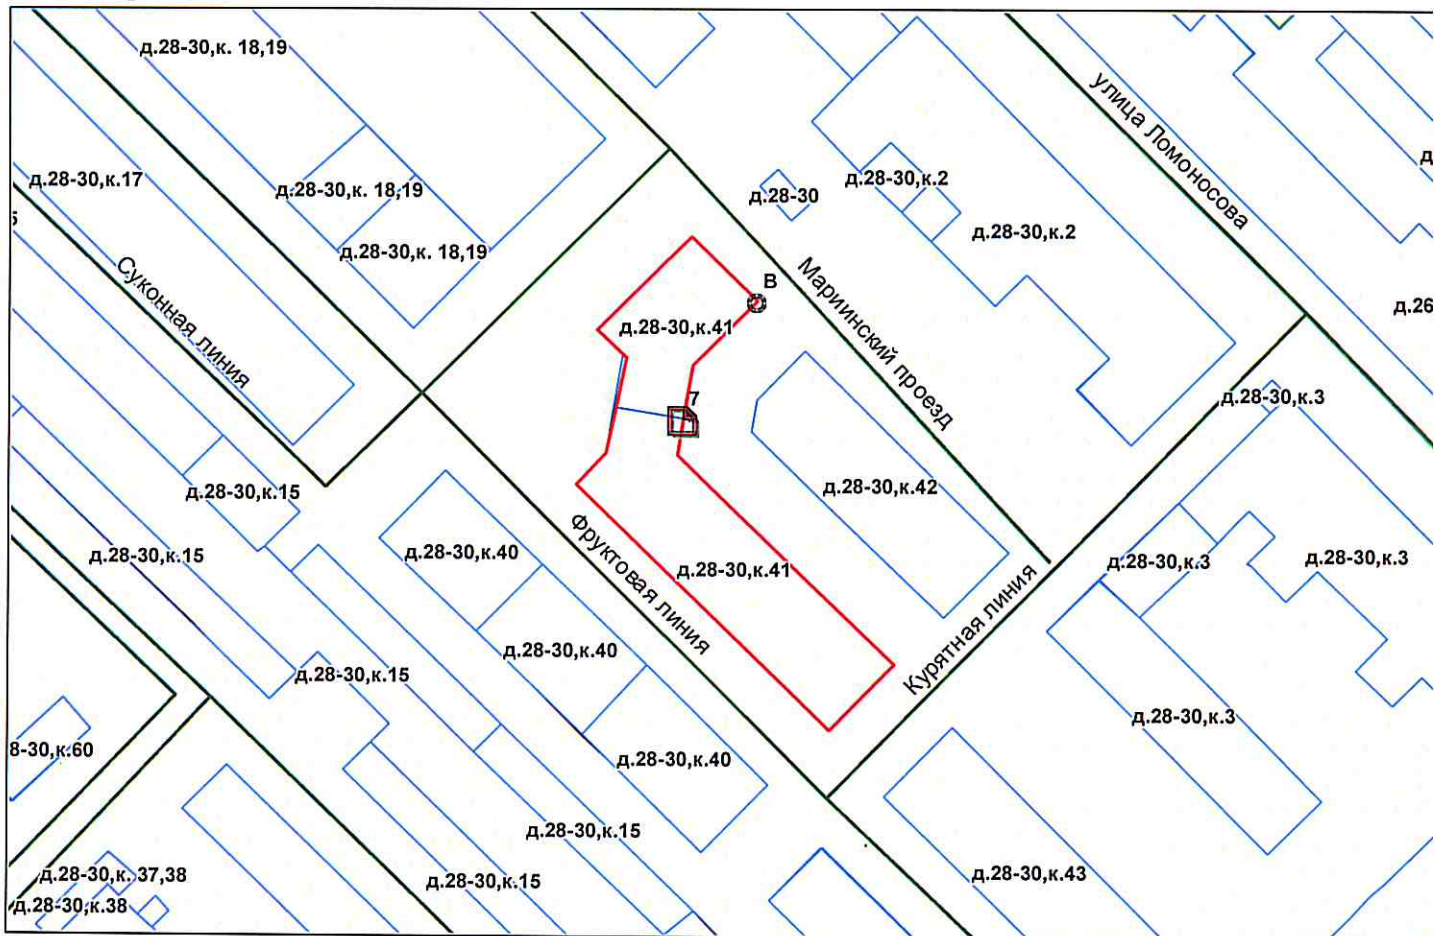 д.28-30,к. 18,19
улица Ломоносова
д
д.28-30,к.17
д.28-30,к. 18,19
д.28-30
д.28-30,к.2
5
д.28-30,к. 18,19
д.28-30,к.2
Суконная линия
Мариинский проезд
В
д.26
д.28-30,к.41
7
д.28-30,к.3
д.28-30,к.15
д.28-30,к.42
д.28-30,к.15
д.28-30,к.40
Фруктовая линия
д.28-30,к.41
д.28-30,к.3
д.28-30,к.3
Курятная линия
д.28-30,к.15
д.28-30,к.40
д.28-30,к.3
8-30,к.60
д.28-30,к.40
д.28-30,к.15
д.28-30,к. 37,38
д.28-30,к.15
д.28-30,к.43
д.28-30,к.38